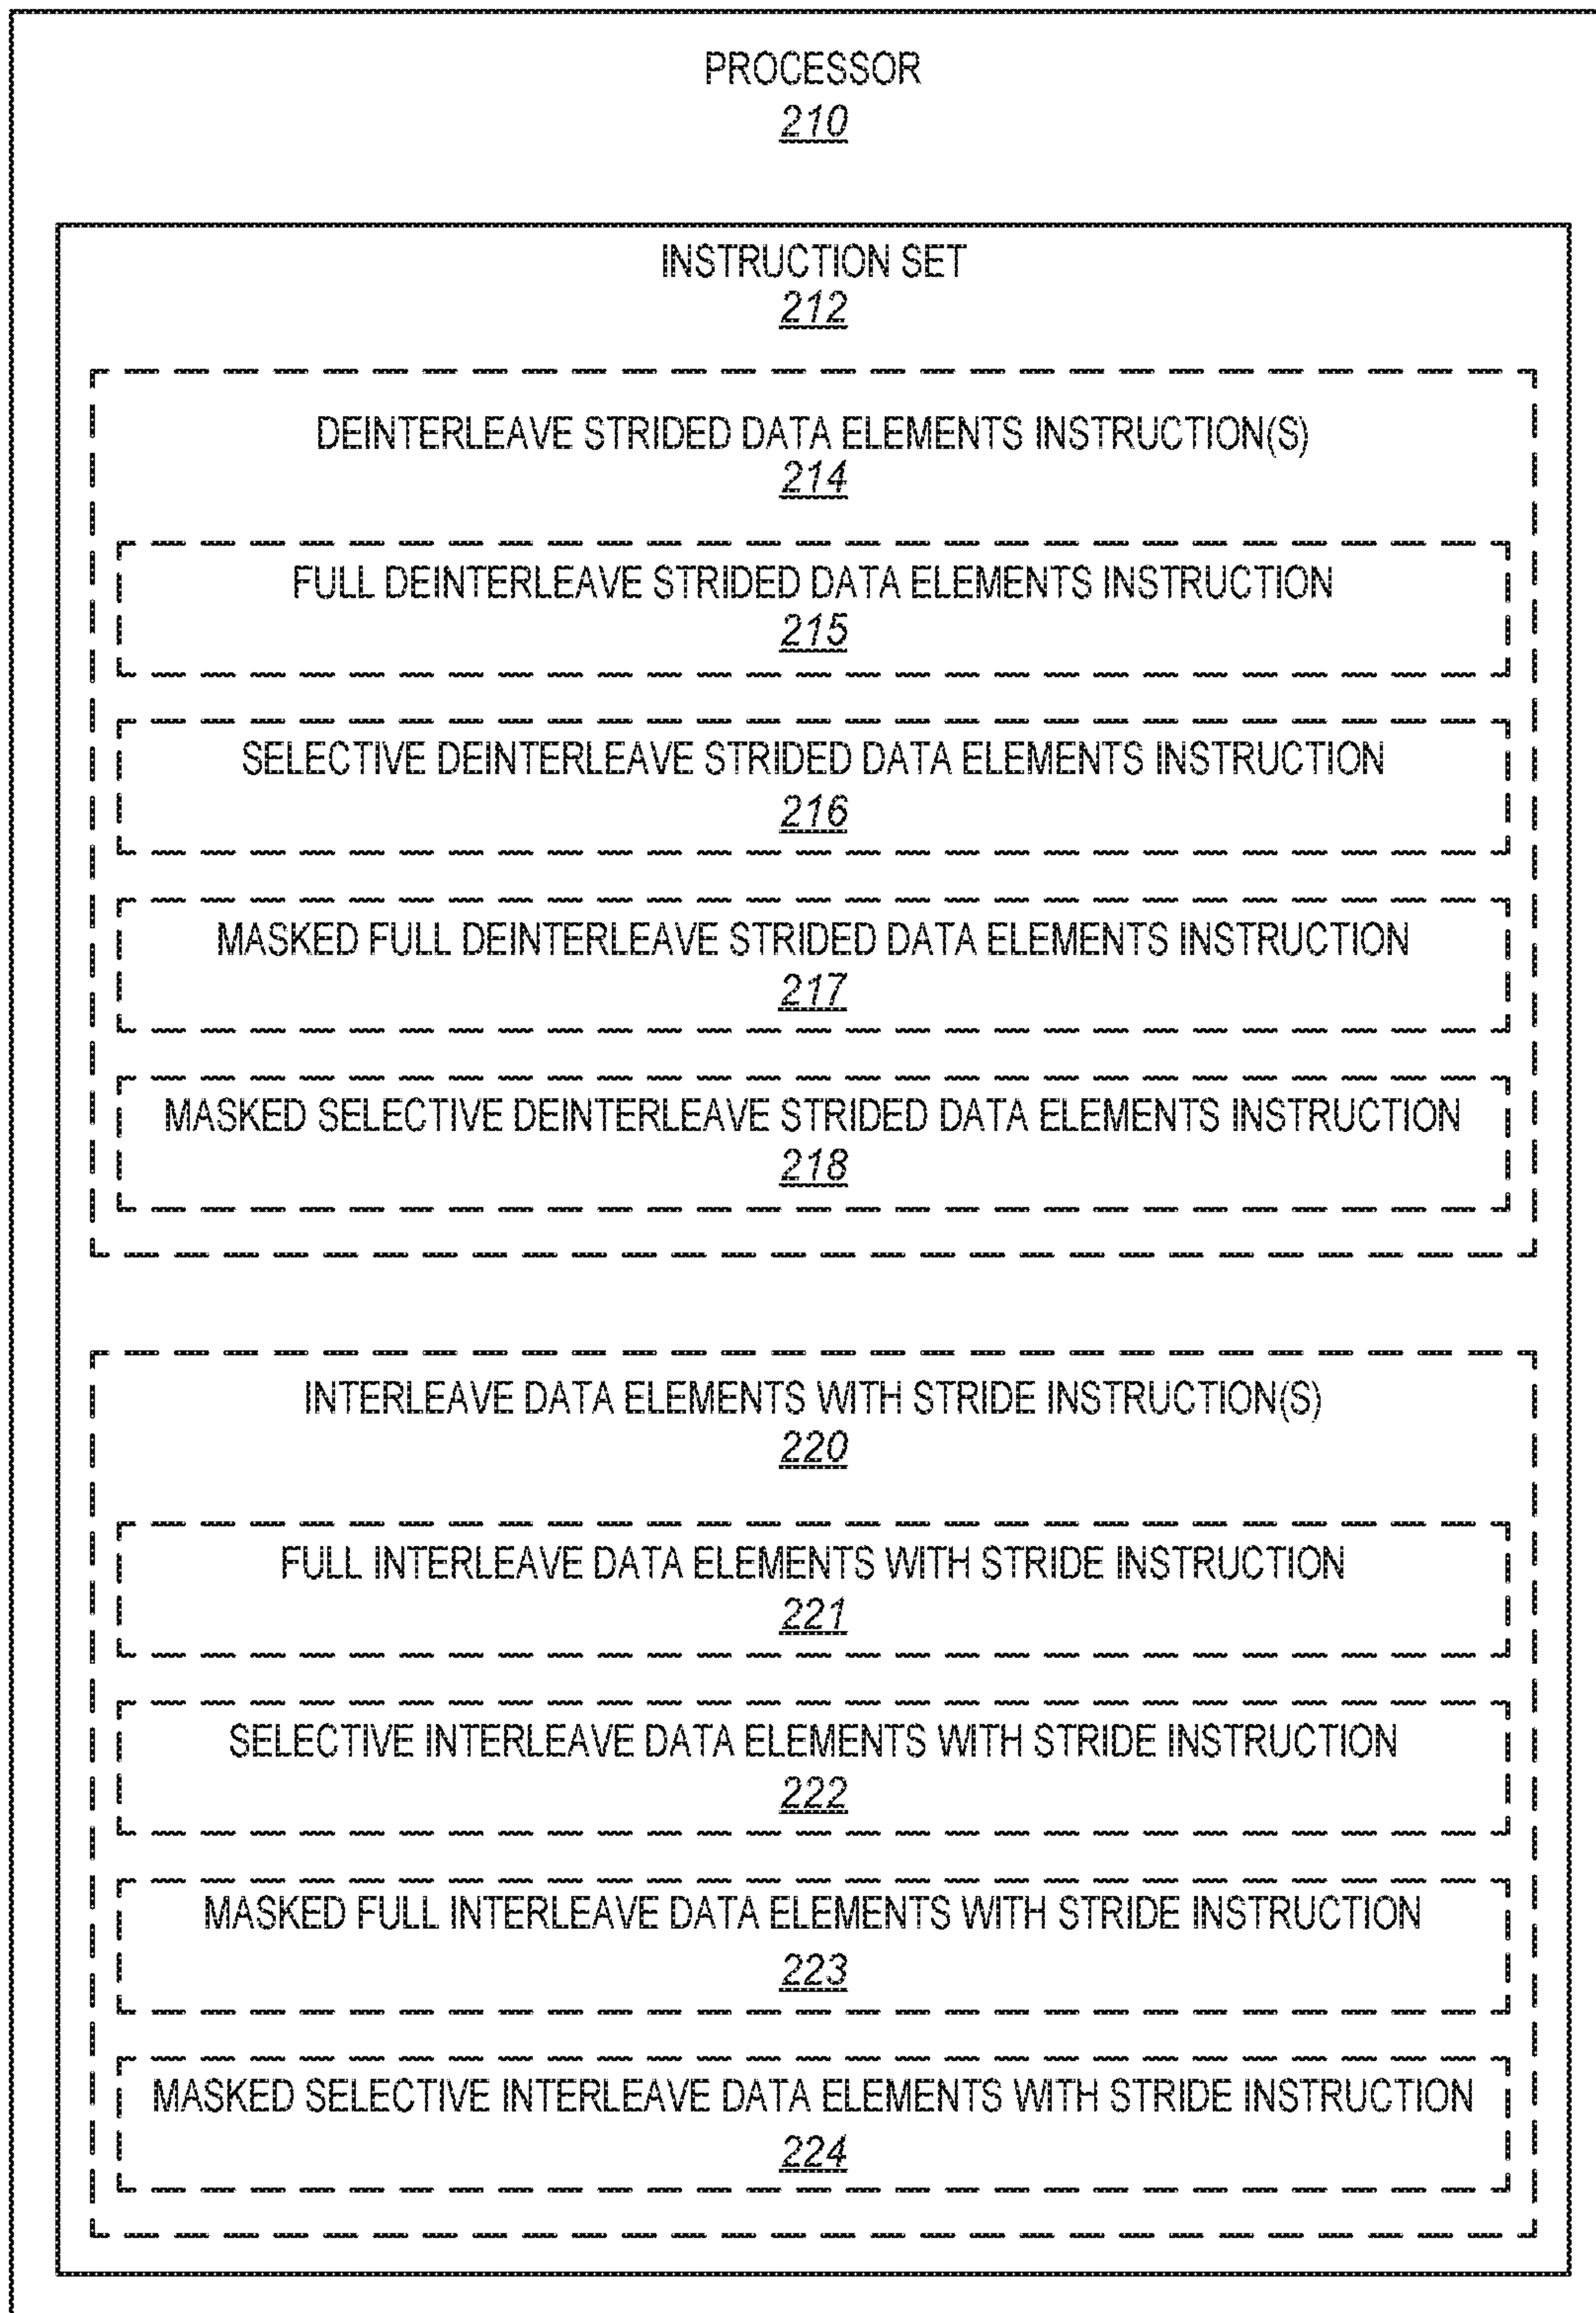 PROCESSOR
210
INSTRUCTION SET
212
DEINTERLEAVE STRIDED DATA ELEMENTS INSTRUCTION(S)
214
FULL DEINTERLEAVE STRIDED DATA ELEMENTS INSTRUCTION
215
SELECTIVE DEINTERLEAVE STRIDED DATA ELEMENTS INSTRUCTION
216
MASKED FULL DEINTERLEAVE STRIDED DATA ELEMENTS INSTRUCTION
217
MASKED SELECTIVE DEINTERLEAVE STRIDED DATA ELEMENTS INSTRUCTION
218
INTERLEAVE DATA ELEMENTS WITH STRIDE INSTRUCTION(S)
220
FULL INTERLEAVE DATA ELEMENTS WITH STRIDE INSTRUCTION
221
SELECTIVE INTERLEAVE DATA ELEMENTS WITH STRIDE INSTRUCTION
222
MASKED FULL INTERLEAVE DATA ELEMENTS WITH STRIDE INSTRUCTION
223
MASKED SELECTIVE INTERLEAVE DATA ELEMENTS WITH STRIDE INSTRUCTION
224